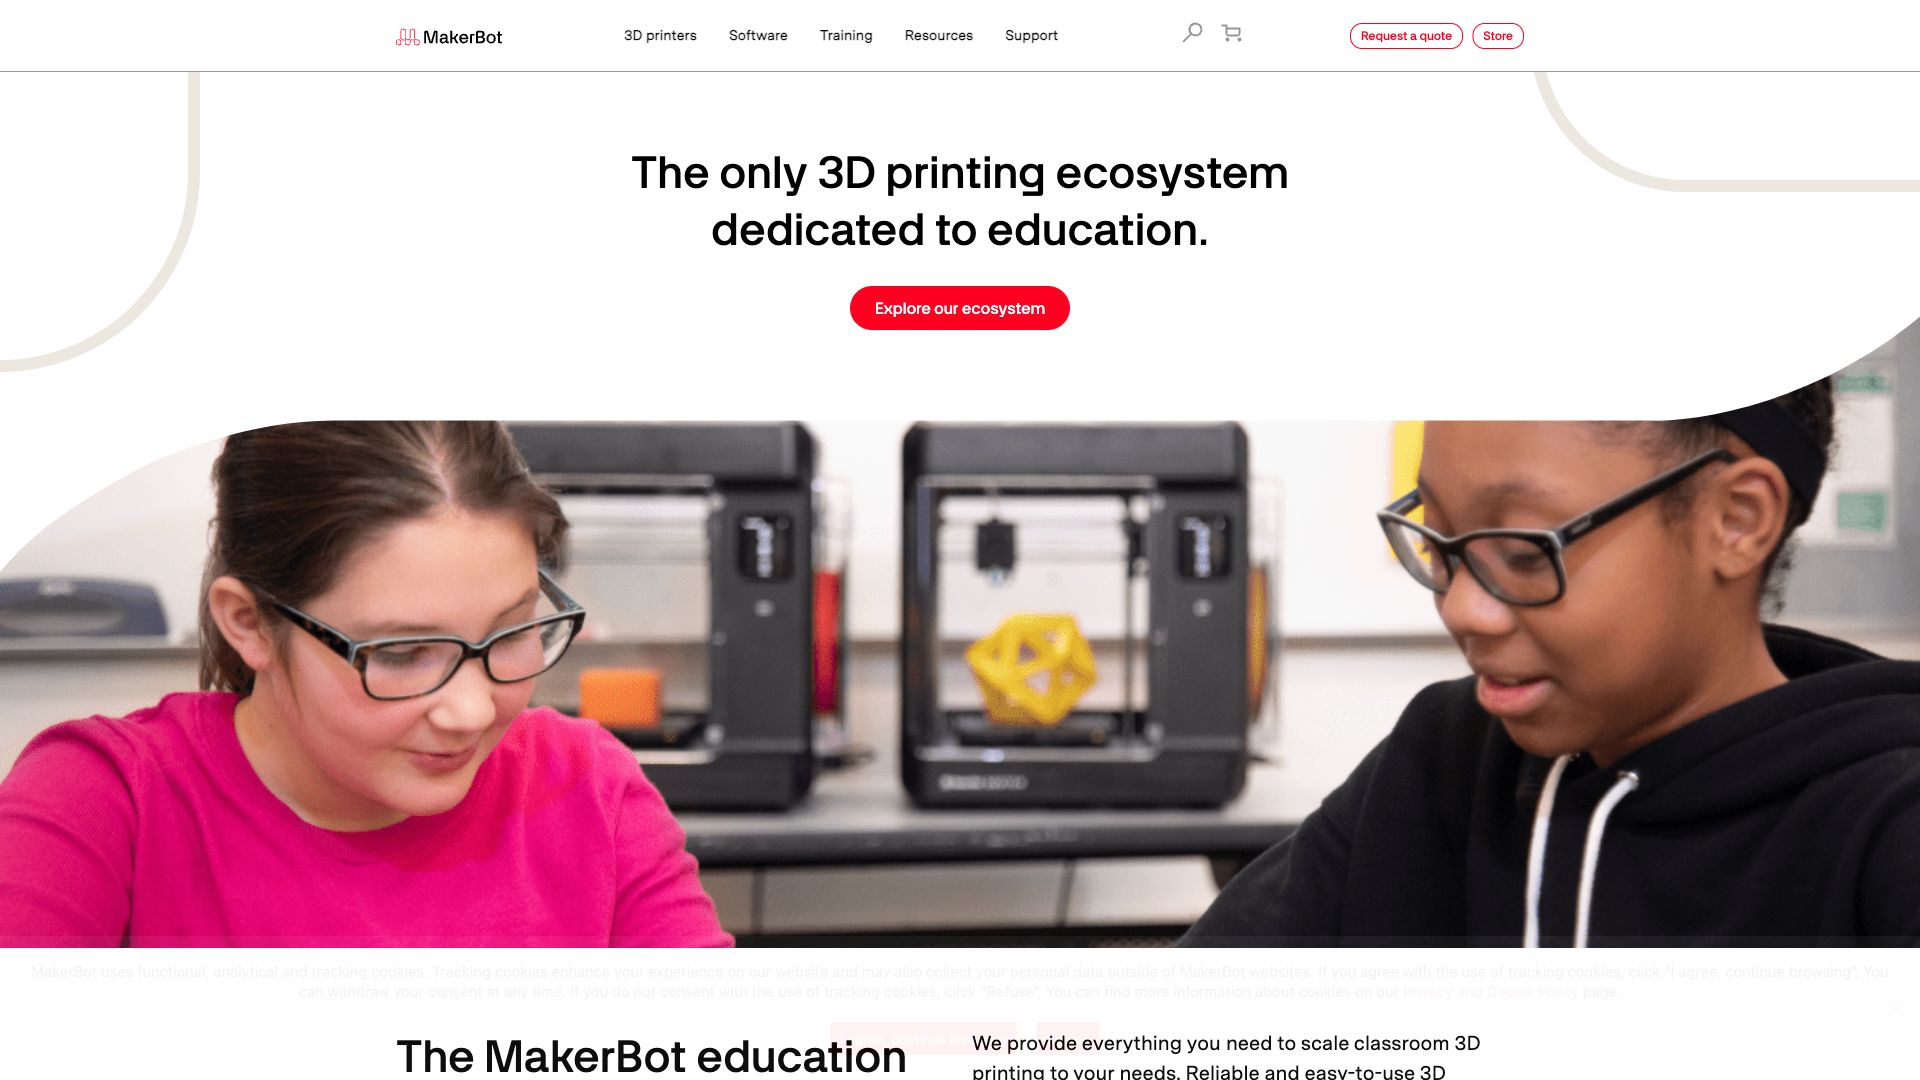 MakerBot
3D printers
Software
Training
Resources
Support
Request a quote
Store
The only 3D printing ecosystem
dedicated to education.
Explore our ecosystem
MakerBot uses functional, analytical and tracking cookies. Tracking cookies enhance your experience on our website and may also collect your personal data outside of MakerBot websites. If you agree with the use of tracking cookies, click "I agree, continue browsing". You
can withdraw your consent at any time. If you do not consent with the use of tracking cookies, click "Refuse". You can find more information about cookies on our Privacy and Cookie Policy page.
The MakerBot education
We provide everything you need to scale classroom 3D
printing to your needs. Reliable and easy-to-use 3D